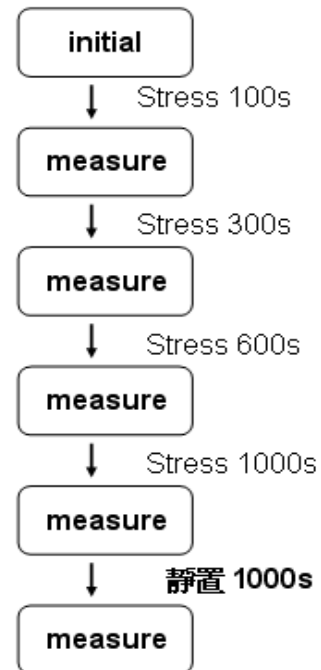 initial
Stress 100s
measure
Stress 300s
measure
Stress 600s
measure
Stress 1000s
measure
靜置 1000s
measure